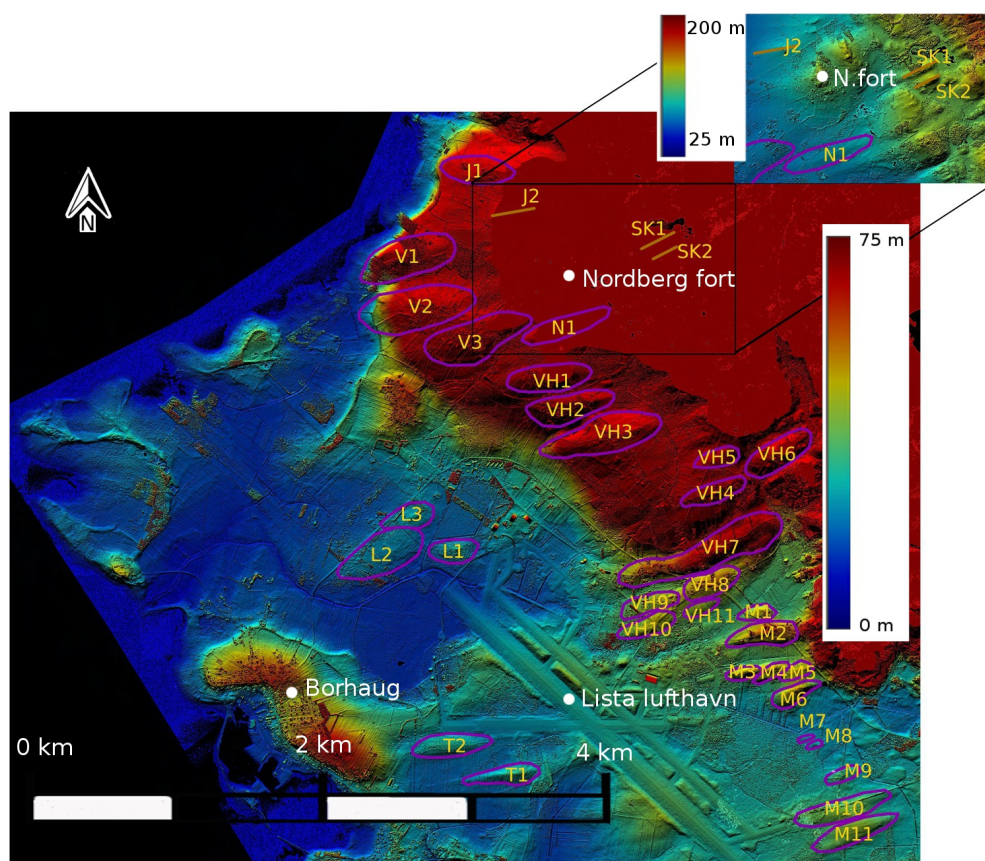 200 m
J2
SK1
N.fort
SK2
25 m
N1
N
J1
J2
SK1
SK2
V1
Nordberg fort
75 m
V2
N1
V3
VH1
VH2
VH3
VH5
VH6
VH4
L3
L2
L1
VH7
VH8
VH9
VH11
M1
VH10
M2
M3
M4
M5
M6
Borhaug
Lista lufthavn
0 m
M7
M8
0 km
2 km
T2
4 km
T1
M9
M10
M11